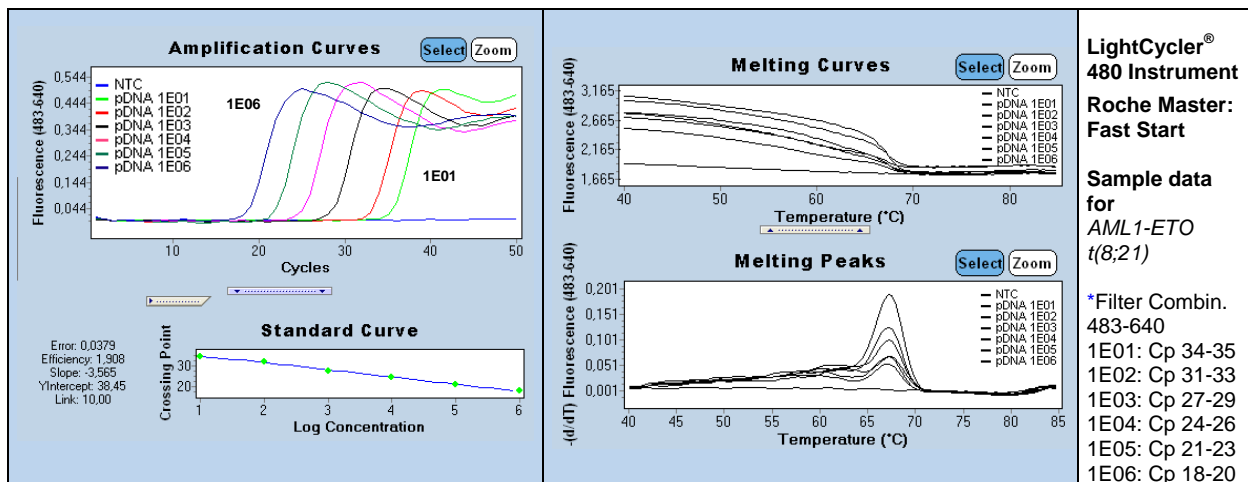 Amplification Curves
Select
Zoom
Fluorescence (483-640)
0,544
0,444
0,344
0,244
0,144
0,044
NTC
pDNA 1E01
pDNA 1E02
pDNA 1E03
pDNA 1E04
pDNA 1E05
pDNA 1E06
1E06
1E01
10
20
30
40
50
Cycles
Standard Curve
Error: 0,0379
Efficiency: 1,908
Slope: -3,565
YIntercept: 38,45
Link: 10,00
Crossing Point
30
20
1
2
3
4
5
6
Log Concentration
Melting Curves
Select
Zoom
Fluorescence (483-640)
3,165
2,665
2,165
1,665
NTC
pDNA 1E01
pDNA 1E02
pDNA 1E03
pDNA 1E04
pDNA 1E05
pDNA 1E06
40
50
60
70
80
Temperature (°C)
Melting Peaks
Select
Zoom
-(d/dT) Fluorescence (483-640)
0,201
0,151
0,101
0,051
0,001
NTC
pDNA 1E01
pDNA 1E02
pDNA 1E03
pDNA 1E04
pDNA 1E05
pDNA 1E06
40
45
50
55
60
65
70
75
80
85
Temperature (°C)
LightCycler®
480 Instrument
Roche Master:
Fast Start
Sample data
for
AML1-ETO
t(8;21)
*Filter Combin.
483-640
1E01: Cp 34-35
1E02: Cp 31-33
1E03: Cp 27-29
1E04: Cp 24-26
1E05: Cp 21-23
1E06: Cp 18-20